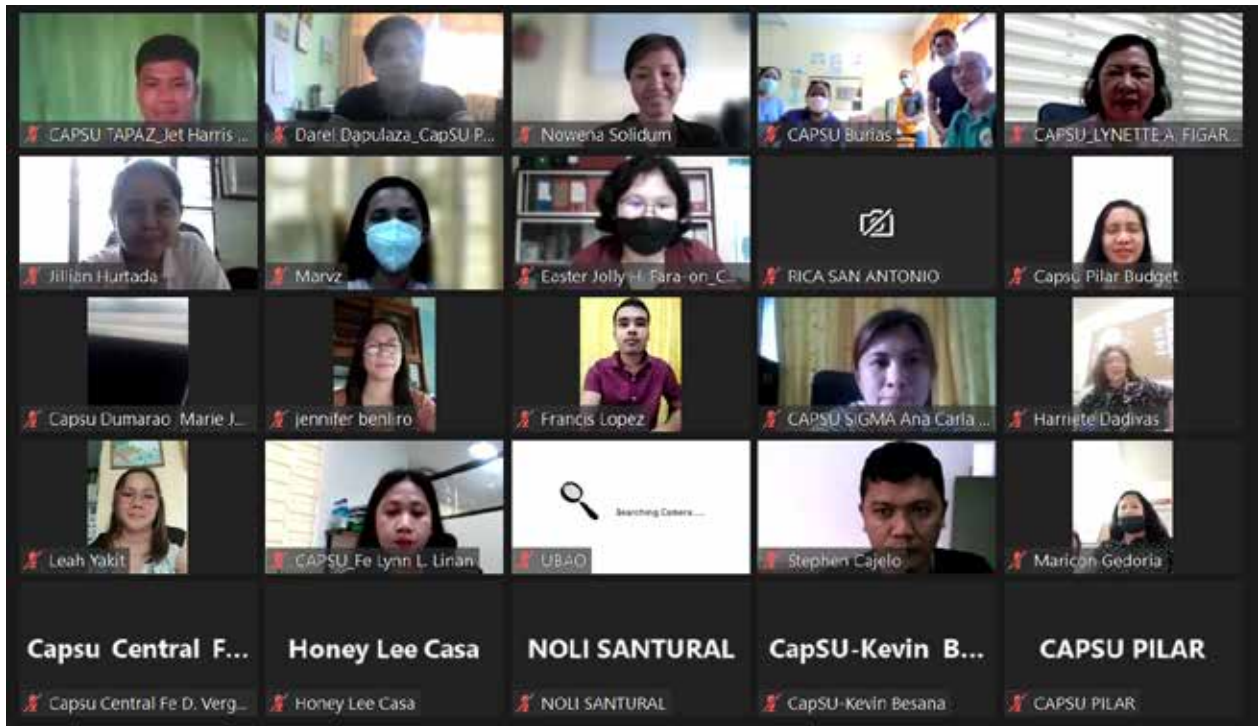 CAPSU TAPAZ_Jet Harris ...
Darel Dapulaza_CapSU P...
Nowena Solidum
CAPSU Burias
CAPSU_LYNETTE A. FIGAR...
Jillian Hurtada
Marvz
Easter Jolly H. Fara-on_C...
RICA SAN ANTONIO
Capsu Pilar Budget
Capsu Dumarao Marie J...
jennifer benliro
Francis Lopez
CAPSU SIGMA Ana Carla ...
Harriete Dadivas
Leah Yakit
CAPSU_Fe Lynn L. Linan
Searching Camera.....
UBAO
Stephen Cajelo
Maricon Gedoria
Capsu Central F...
Honey Lee Casa
NOLI SANTURAL
CapSU-Kevin B...
CAPSU PILAR
Capsu Central Fe D. Verg...
Honey Lee Casa
NOLI SANTURAL
CapSU-Kevin Besana
CAPSU PILAR